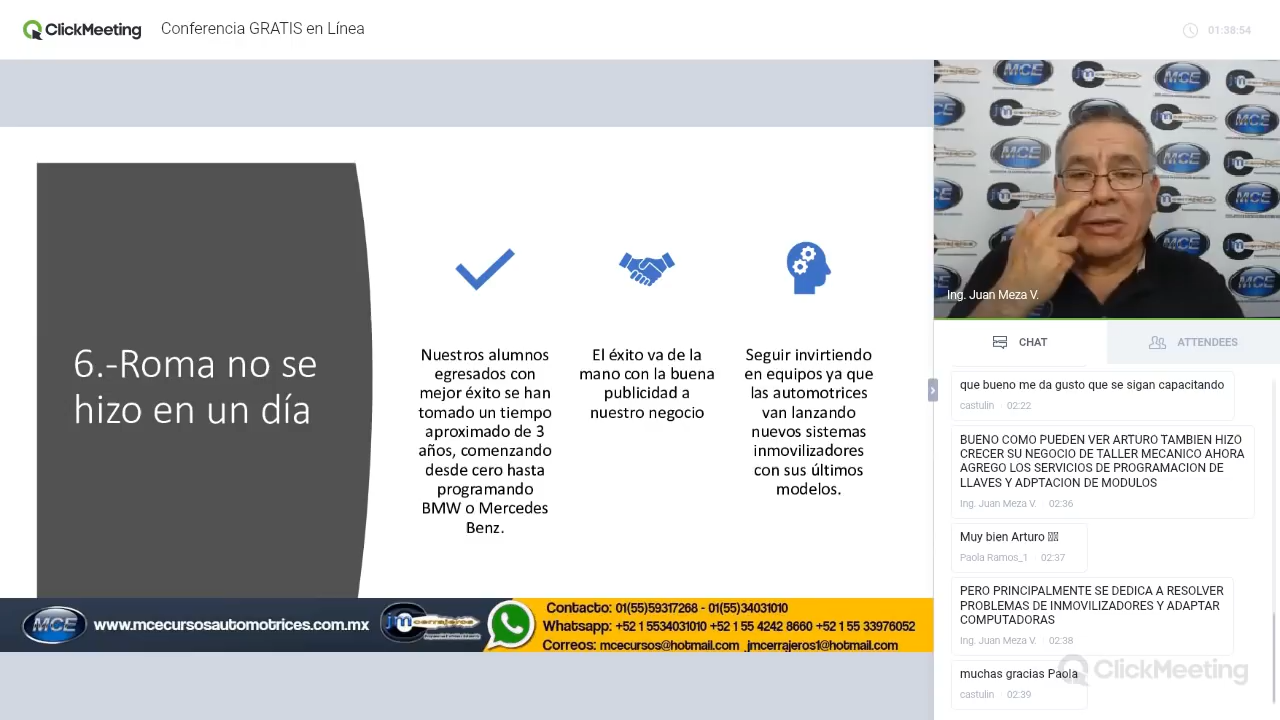 ClickMeeting
Conferencia GRATIS en Línea
01:38:54
6.-Roma no se
hizo en un día
Nuestros alumnos
egresados con
mejor éxito se han
tomado un tiempo
aproximado de 3
años, comenzando
desde cero hasta
programando
BMW o Mercedes
Benz.
El éxito va de la
mano con la buena
publicidad a
nuestro negocio
Seguir invirtiendo
en equipos ya que
las automotrices
van lanzando
nuevos sistemas
inmovilizadores
con sus últimos
modelos.
MCE
www.mcecursosautomotrices.com.mx
jmcerrajeros
Contacto: 01(55)59317268 - 01(55)34031010
Whatsapp: +52 1 5534031010 +52 1 55 4242 8660 +52 1 55 33976052
Correos: mcecursos@hotmail.com jmcerrajeros1@hotmail.com
MCE
MCE
MCE
MCE
MCE
Ing. Juan Meza V.
CHAT
ATTENDEES
que bueno me da gusto que se sigan capacitando
castulin · 02:22
BUENO COMO PUEDEN VER ARTURO TAMBIEN HIZO
CRECER SU NEGOCIO DE TALLER MECANICO AHORA
AGREGO LOS SERVICIOS DE PROGRAMACION DE
LLAVES Y ADPTACION DE MODULOS
Ing. Juan Meza V. · 02:36
Muy bien Arturo
Paola Ramos_1 · 02:37
PERO PRINCIPALMENTE SE DEDICA A RESOLVER
PROBLEMAS DE INMOVILIZADORES Y ADAPTAR
COMPUTADORAS
Ing. Juan Meza V. · 02:38
muchas gracias Paola
castulin · 02:39
ClickMeeting